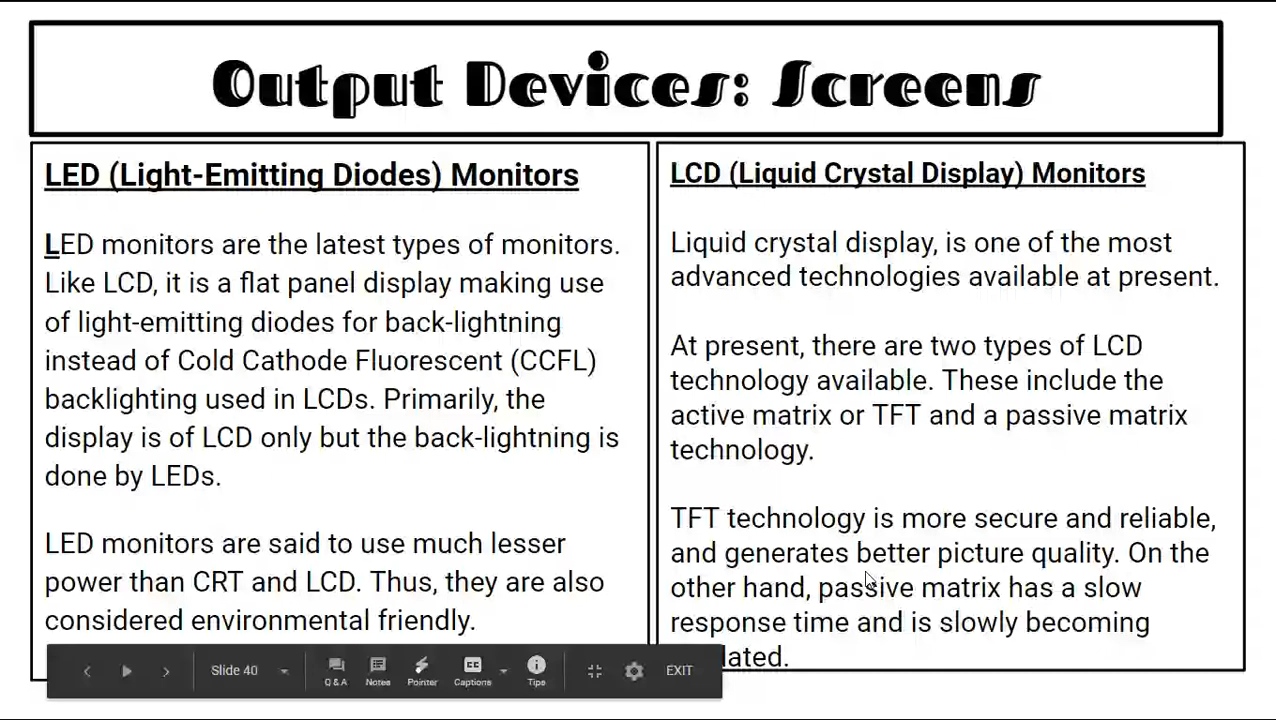 Output Devices: Screens
LED (Light-Emitting Diodes) Monitors
LED monitors are the latest types of monitors.
Like LCD, it is a flat panel display making use
of light-emitting diodes for back-lightning
instead of Cold Cathode Fluorescent (CCFL)
backlighting used in LCDs. Primarily, the
display is of LCD only but the back-lightning is
done by LEDs.
LED monitors are said to use much lesser
power than CRT and LCD. Thus, they are also
considered environmental friendly.
LCD (Liquid Crystal Display) Monitors
Liquid crystal display, is one of the most
advanced technologies available at present.
At present, there are two types of LCD
technology available. These include the
active matrix or TFT and a passive matrix
technology.
TFT technology is more secure and reliable,
and generates better picture quality. On the
other hand, passive matrix has a slow
response time and is slowly becoming
Slide 40
Q & A
Notes
Pointer
CC
Captions
Tips
EXIT